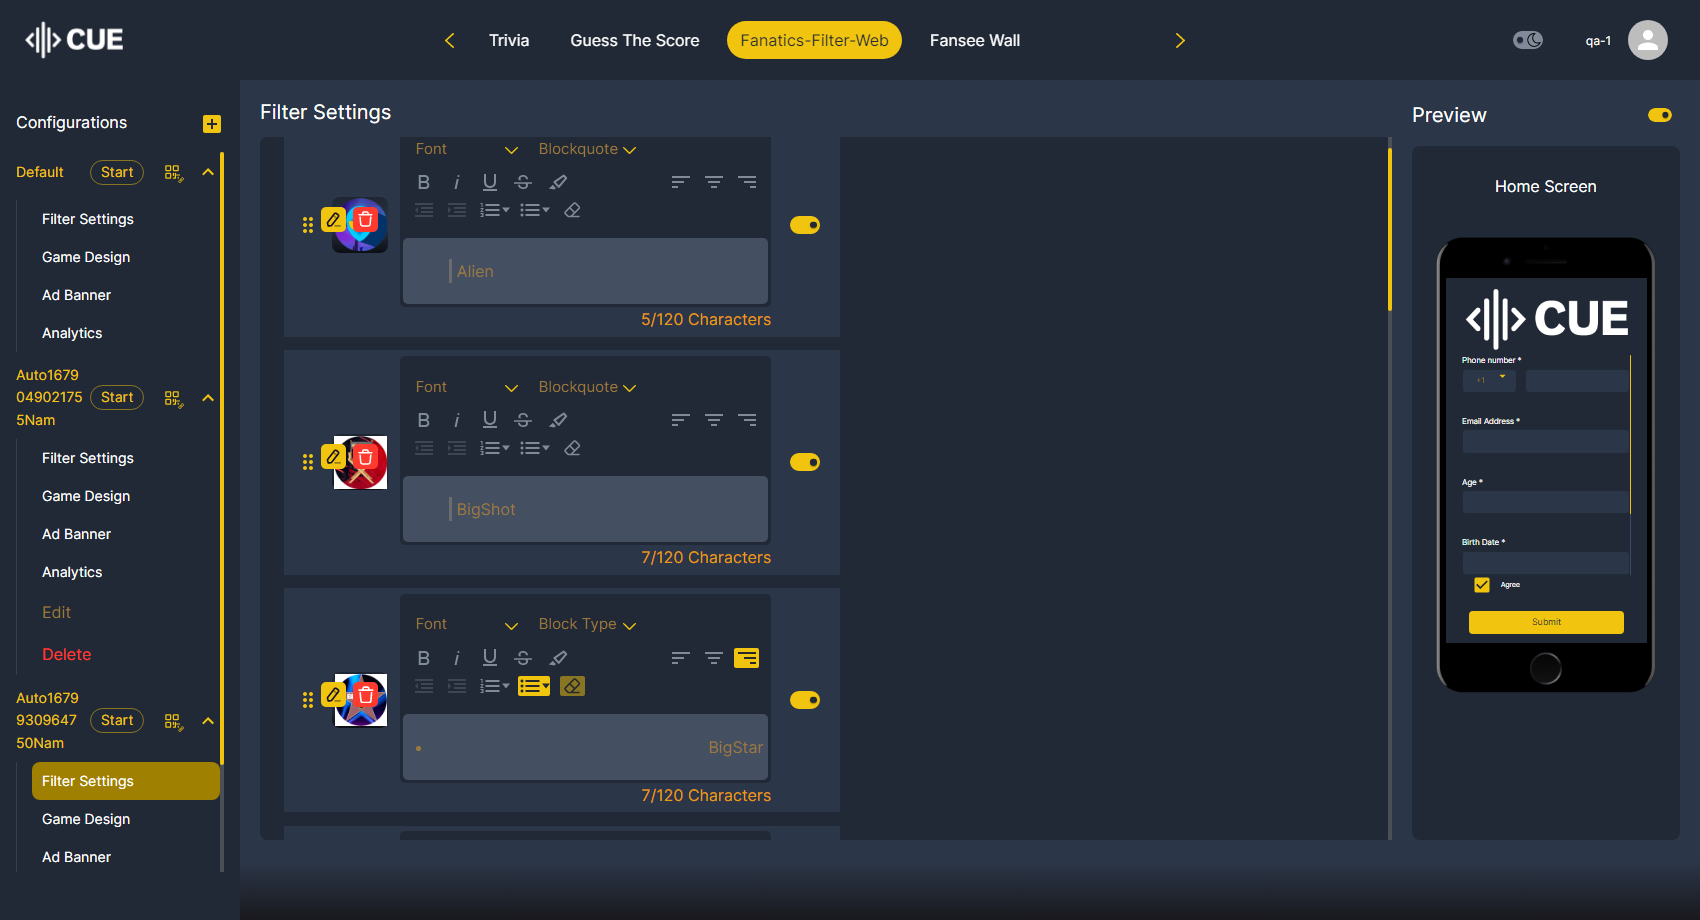 CUE
Trivia
Guess The Score
Fanatics-Filter-Web
Fansee Wall
qa-1
Configurations
Default
Start
Filter Settings
Game Design
Ad Banner
Analytics
Auto1679
04902175
5Nam
Start
Filter Settings
Game Design
Ad Banner
Analytics
Edit
Delete
Auto1679
9309647
50Nam
Start
Filter Settings
Game Design
Ad Banner
Filter Settings
Font
Blockquote
B i U S
Alien
5/120 Characters
Font
Blockquote
B i U S
BigShot
7/120 Characters
Font
Block Type
B i U S
BigStar
7/120 Characters
Preview
Home Screen
CUE
Phone number *
+1
Email Address *
Age *
Birth Date *
Agree
Submit